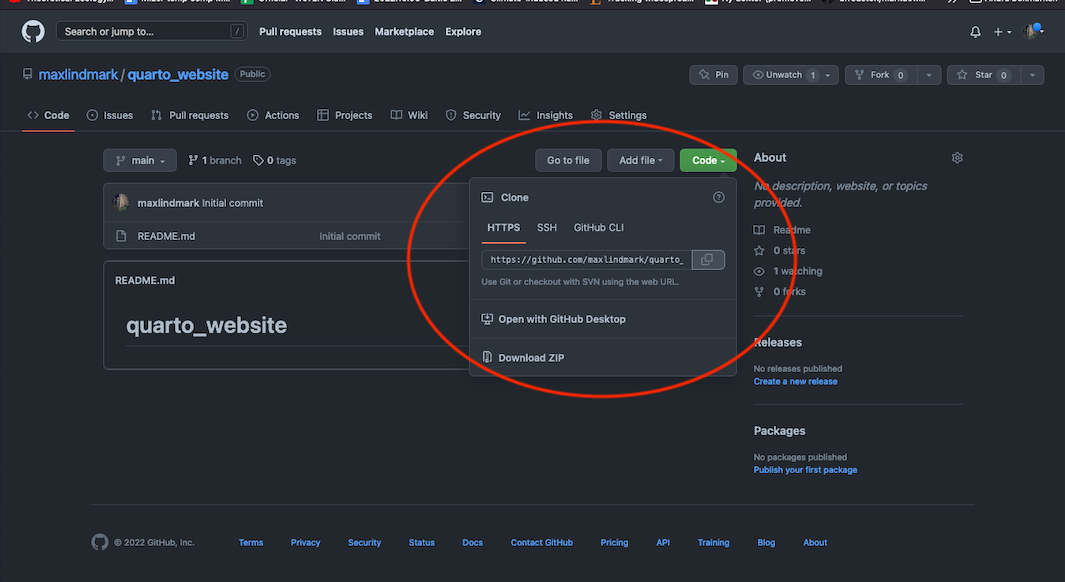 Search or jump to... /
Pull requests Issues Marketplace Explore
maxlindmark / quarto_website Public
Pin Unwatch 1 Fork 0 Star 0
Code Issues Pull requests Actions Projects Wiki Security Insights Settings
main 1 branch 0 tags Go to file Add file Code
maxlindmark Initial commit
README.md Initial commit
Clone
HTTPS SSH GitHub CLI
https://github.com/maxlindmark/quarto_
Use Git or checkout with SVN using the web URL.
Open with GitHub Desktop
Download ZIP
README.md
quarto_website
About
No description, website, or topics
provided.
Readme
0 stars
1 watching
0 forks
Releases
No releases published
Create a new release
Packages
No packages published
Publish your first package
© 2022 GitHub, Inc. Terms Privacy Security Status Docs Contact GitHub Pricing API Training Blog About